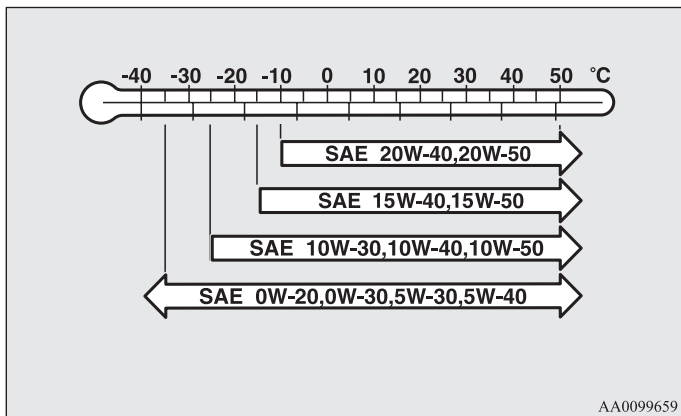 -40 -30 -20 -10 0 10 20 30 40 50 °C
SAE 20W-40,20W-50
SAE 15W-40,15W-50
SAE 10W-30,10W-40,10W-50
SAE 0W-20,0W-30,5W-30,5W-40
AA0099659